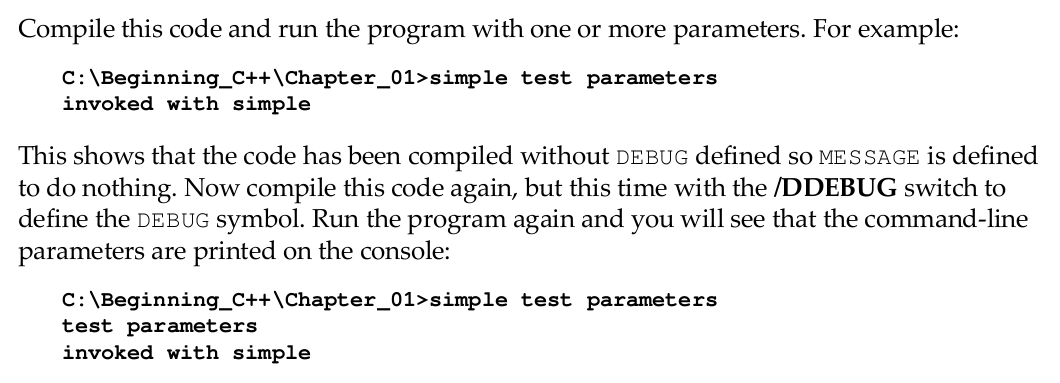 Compile this code and run the program with one or more parameters. For example:
C:\Beginning_C++\Chapter_01>simple test parameters
invoked with simple
This shows that the code has been compiled without DEBUG defined so MESSAGE is defined
to do nothing. Now compile this code again, but this time with the /DDEBUG switch to
define the DEBUG symbol. Run the program again and you will see that the command-line
parameters are printed on the console:
C:\Beginning_C++\Chapter_01>simple test parameters
test parameters
invoked with simple